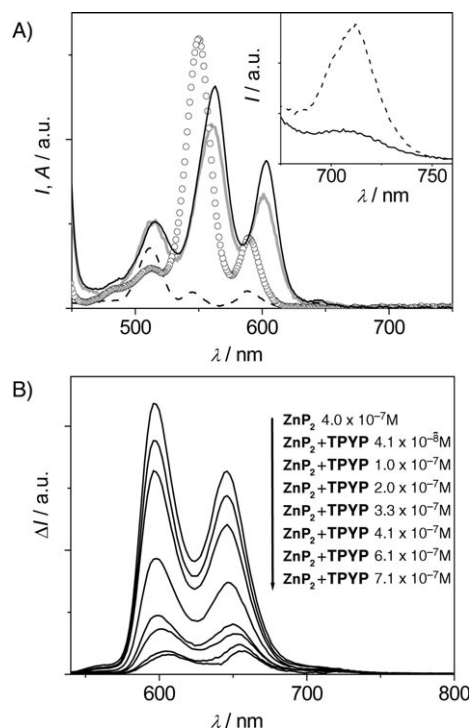 A)
I / a.u.
700
750
λ / nm
I, A / a.u.
500
600
700
λ / nm
B)
ZnP₂ 4.0 x 10⁻⁷M
ZnP₂+TPYP 4.1 x 10⁻⁸M
ZnP₂+TPYP 1.0 x 10⁻⁷M
ZnP₂+TPYP 2.0 x 10⁻⁷M
ZnP₂+TPYP 3.3 x 10⁻⁷M
ZnP₂+TPYP 4.1 x 10⁻⁷M
ZnP₂+TPYP 6.1 x 10⁻⁷M
ZnP₂+TPYP 7.1 x 10⁻⁷M
ΔI / a.u.
600
700
800
λ / nm